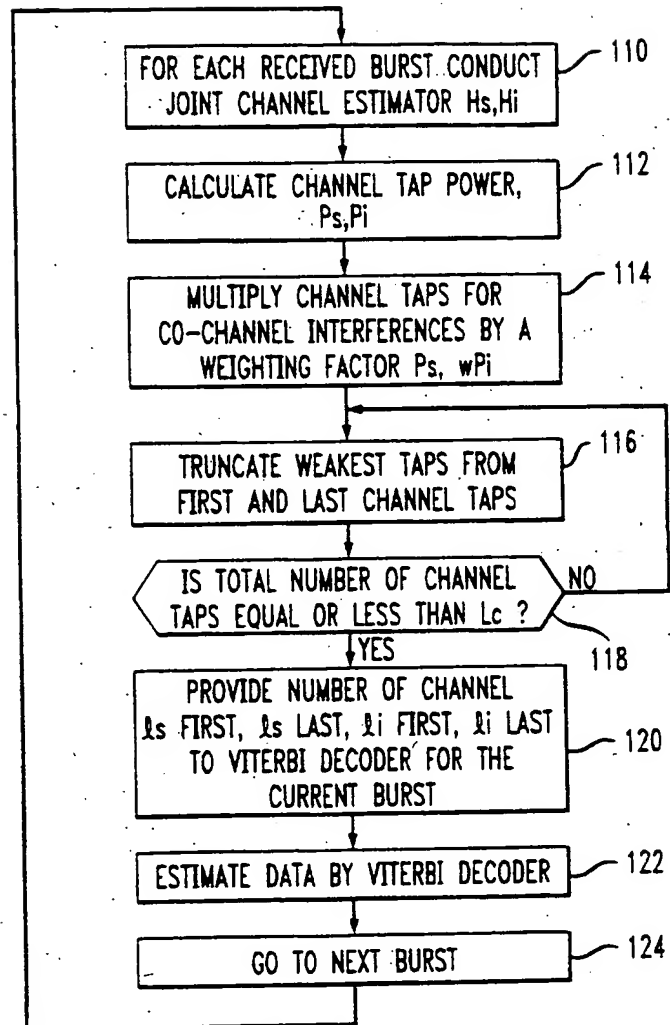 FOR EACH RECEIVED BURST CONDUCT
JOINT CHANNEL ESTIMATOR Hs,Hi
110
CALCULATE CHANNEL TAP POWER,
Ps,Pi
112
MULTIPLY CHANNEL TAPS FOR
CO-CHANNEL INTERFERENCES BY A
WEIGHTING FACTOR Ps, wPi
114
TRUNCATE WEAKEST TAPS FROM
FIRST AND LAST CHANNEL TAPS
116
IS TOTAL NUMBER OF CHANNEL
TAPS EQUAL OR LESS THAN Lc ?
NO
118
YES
PROVIDE NUMBER OF CHANNEL
ℓs FIRST, ℓs LAST, ℓi FIRST, ℓi LAST
TO VITERBI DECODER FOR THE
CURRENT BURST
120
ESTIMATE DATA BY VITERBI DECODER
122
GO TO NEXT BURST
124